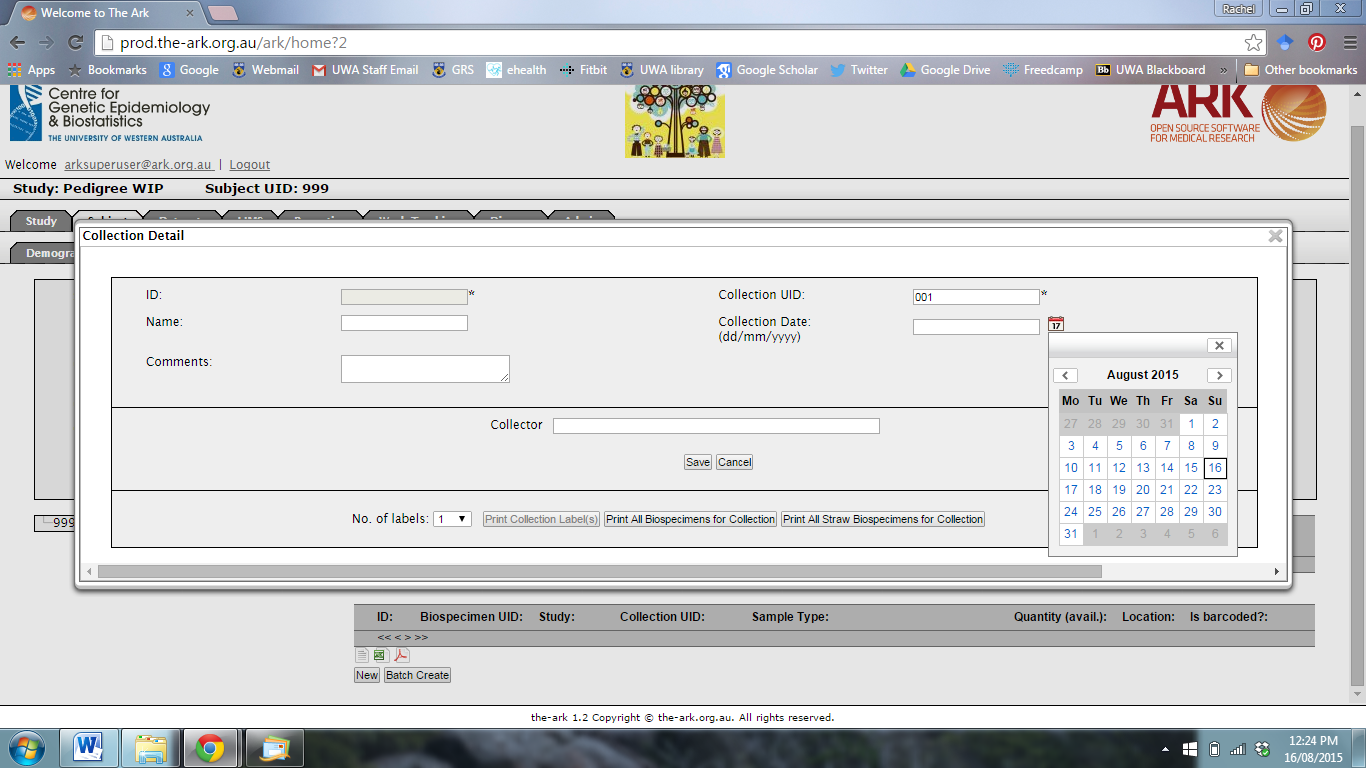 Welcome to The Ark
Rachel
prod.the-ark.org.au/ark/home?2
Apps Bookmarks Google Webmail UWA Staff Email GRS ehealth Fitbit UWA library Google Scholar Twitter Google Drive Freedcamp Bb UWA Blackboard » Other bookmarks
Centre for
Genetic Epidemiology
& Biostatistics
THE UNIVERSITY OF WESTERN AUSTRALIA
ARK
OPEN SOURCE SOFTWARE
FOR MEDICAL RESEARCH
Welcome arksuperuser@ark.org.au | Logout
Study: Pedigree WIP Subject UID: 999
Study
Collection Detail
ID: * Collection UID: 001 *
Name: Collection Date:
(dd/mm/yyyy)
17
Comments:
August 2015
Mo Tu We Th Fr Sa Su
27 28 29 30 31 1 2
3 4 5 6 7 8 9
10 11 12 13 14 15 16
17 18 19 20 21 22 23
24 25 26 27 28 29 30
31 1 2 3 4 5 6
Collector
Save Cancel
No. of labels: 1 Print Collection Label(s) Print All Biospecimens for Collection Print All Straw Biospecimens for Collection
999
ID: Biospecimen UID: Study: Collection UID: Sample Type: Quantity (avail.): Location: Is barcoded?:
<< < > >>
New Batch Create
the-ark 1.2 Copyright © the-ark.org.au. All rights reserved.
12:24 PM
16/08/2015